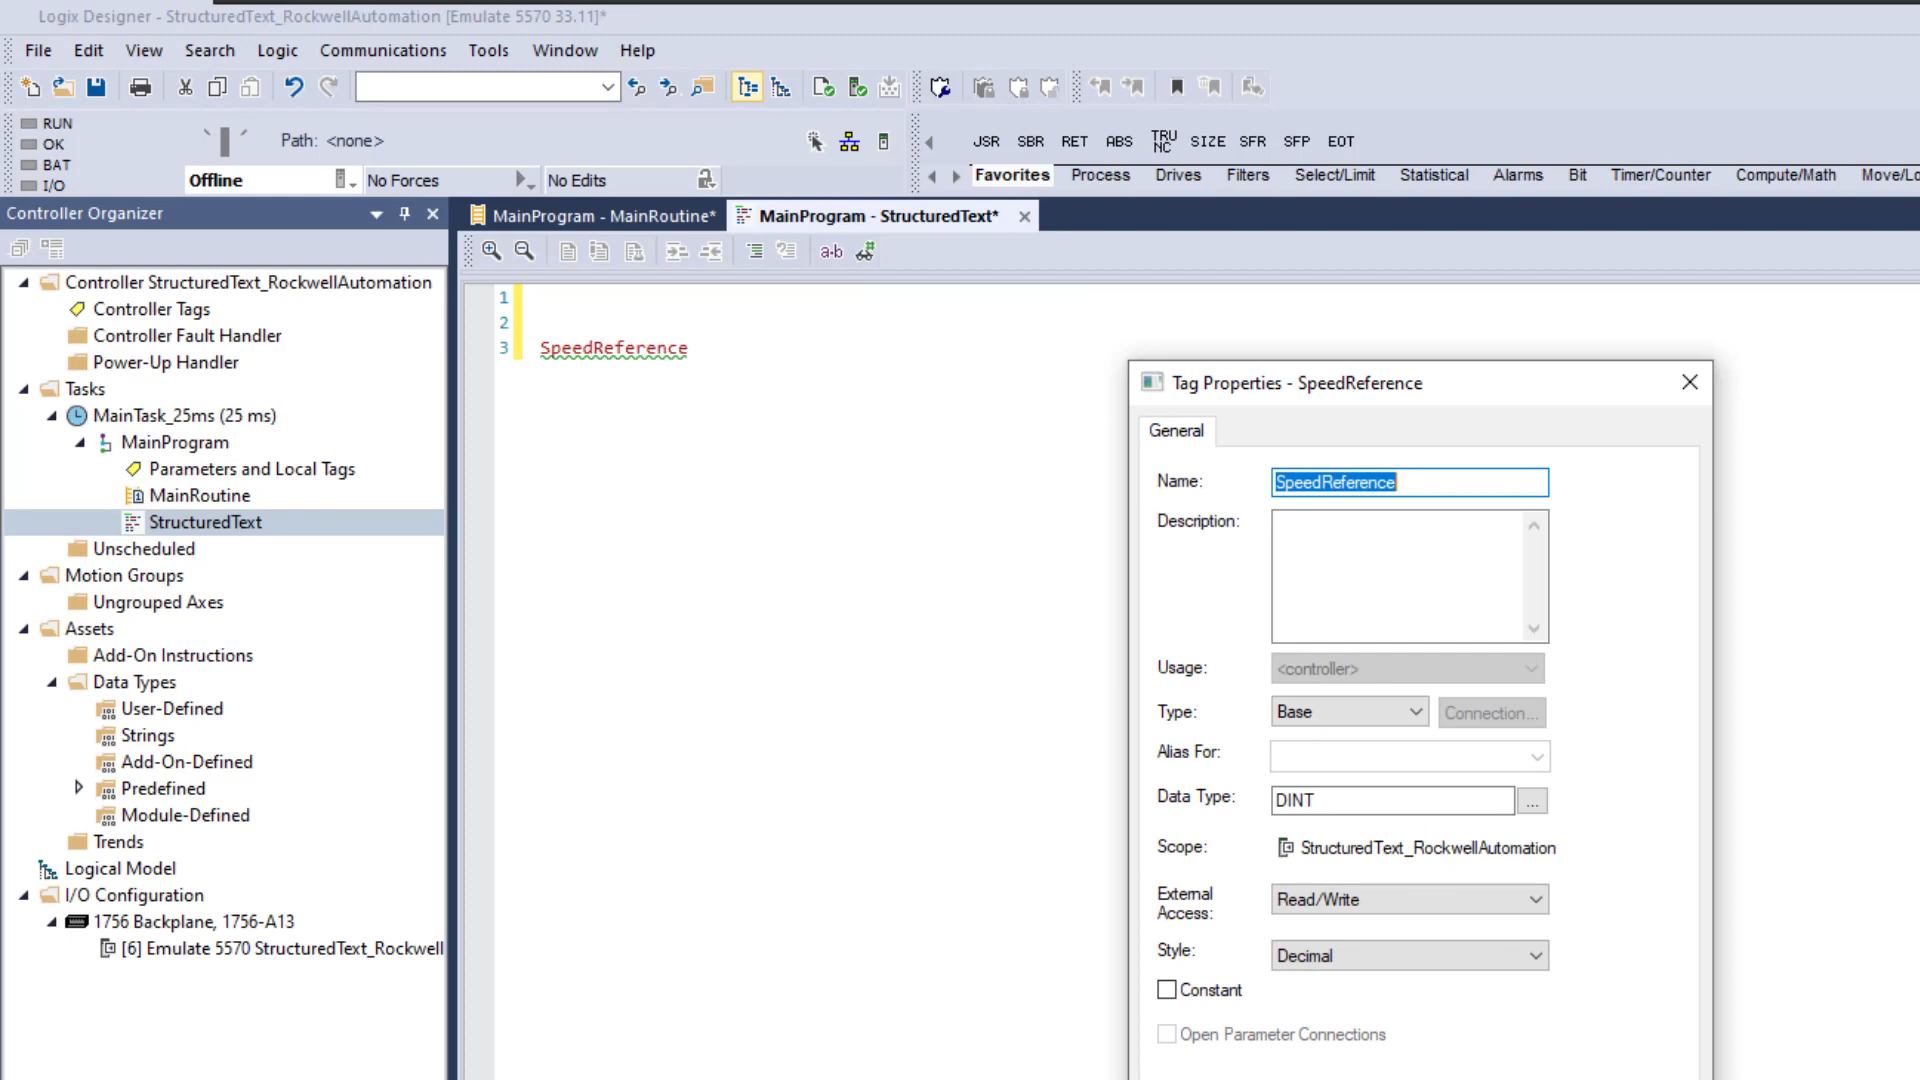 Logix Designer - StructuredText_RockwellAutomation [Emulate 5570 33.11]*
File Edit View Search Logic Communications Tools Window Help
RUN
OK
BAT
I/O
Path: <none>
Offline
No Forces
No Edits
JSR SBR RET ABS TRUNC SIZE SFR SFP EOT
Favorites Process Drives Filters Select/Limit Statistical Alarms Bit Timer/Counter Compute/Math Move/Lo
Controller Organizer
MainProgram - MainRoutine*
MainProgram - StructuredText*
a-b
Controller StructuredText_RockwellAutomation
Controller Tags
Controller Fault Handler
Power-Up Handler
Tasks
MainTask_25ms (25 ms)
MainProgram
Parameters and Local Tags
MainRoutine
StructuredText
Unscheduled
Motion Groups
Ungrouped Axes
Assets
Add-On Instructions
Data Types
User-Defined
Strings
Add-On-Defined
Predefined
Module-Defined
Trends
Logical Model
I/O Configuration
1756 Backplane, 1756-A13
[6] Emulate 5570 StructuredText_Rockwell
1
2
3 SpeedReference
Tag Properties - SpeedReference
General
Name: SpeedReference
Description:
Usage: <controller>
Type: Base Connection...
Alias For:
Data Type: DINT ...
Scope: StructuredText_RockwellAutomation
External Access: Read/Write
Style: Decimal
Constant
Open Parameter Connections